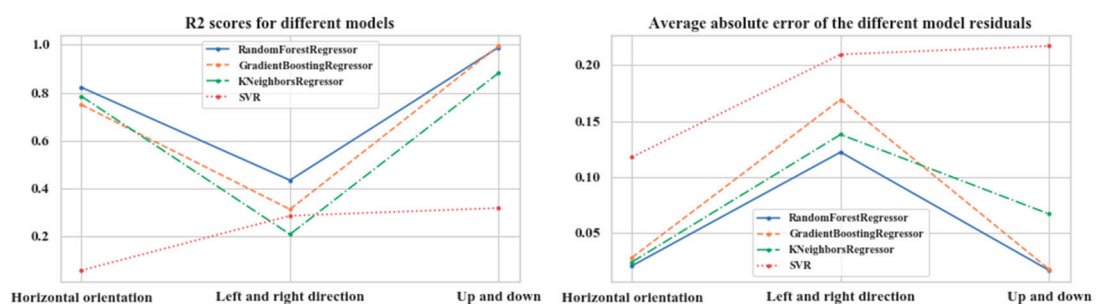 R2 scores for different models
1.0
0.8
0.6
0.4
0.2
RandomForestRegressor
GradientBoostingRegressor
KNeighborsRegressor
SVR
Horizontal orientation
Left and right direction
Up and down
Average absolute error of the different model residuals
0.20
0.15
0.10
0.05
RandomForestRegressor
GradientBoostingRegressor
KNeighborsRegressor
SVR
Horizontal orientation
Left and right direction
Up and down